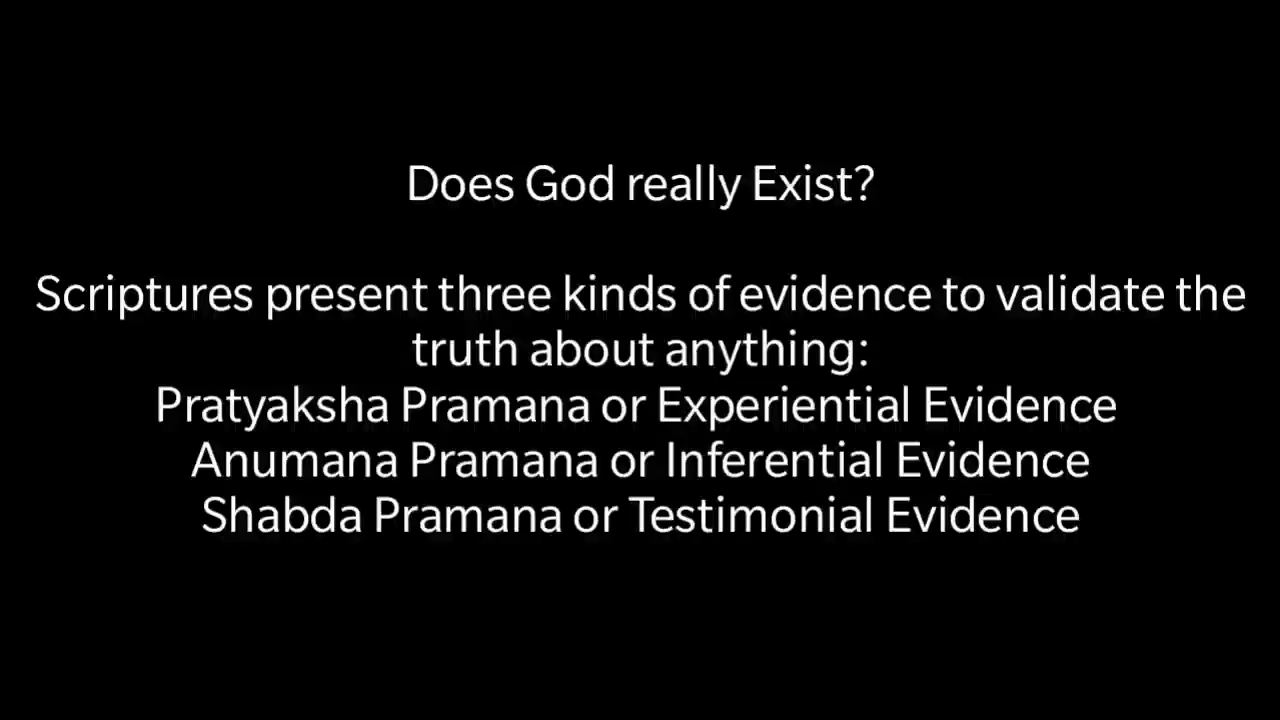 Does God really Exist?
Scriptures present three kinds of evidence to validate the
truth about anything:
Pratyaksha Pramana or Experiential Evidence
Anumana Pramana or Inferential Evidence
Shabda Pramana or Testimonial Evidence